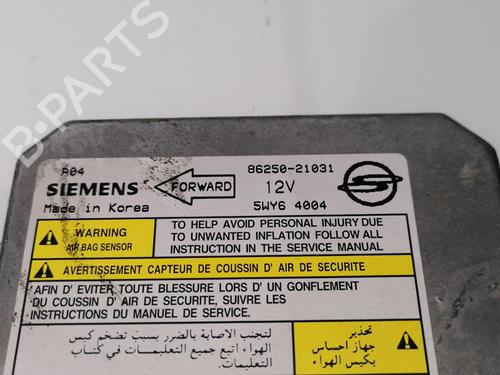 B-PARTS
A04
SIEMENS
Made in Korea
FORWARD
86250-21031
12V
5WY6 4004
WARNING
AIR BAG SENSOR
TO HELP AVOID PERSONAL INJURY DUE
TO UNWANTED INFLATION FOLLOW ALL
INSTRUCTION IN THE SERVICE MANUAL
AVERTISSEMENT CAPTEUR DE COUSSIN D' AIR DE SECURITE
AFIN D' EVITER TOUTE BLESSURE LORS D' UN GONFLEMENT
DU COUSSIN D' AIR DE SECURITE, SUIVRE LES
INSTRUCTIONS DU MANUEL DE SERVICE.
تحذير
جهاز احساس
بكيس الهواء
لتجنب الاصابة بالضرر بسبب تضخم كيس
الهواء اتبع جميع التعليمات في كتاب
التعليمات.